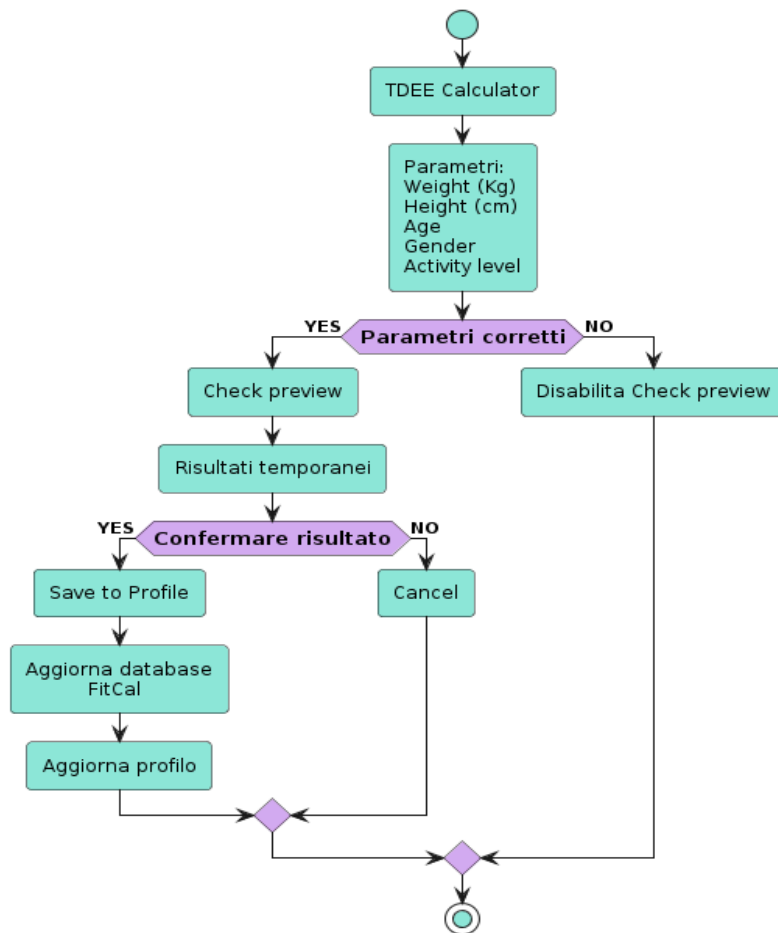 TDEE Calculator
Parametri:
Weight (Kg)
Height (cm)
Age
Gender
Activity level
YES
Parametri corretti
NO
Check preview
Disabilita Check preview
Risultati temporanei
YES
Confermare risultato
NO
Save to Profile
Cancel
Aggiorna database
FitCal
Aggiorna profilo